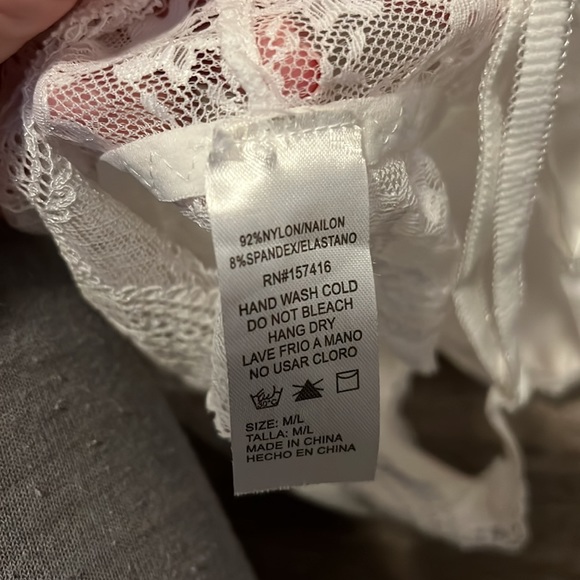 92%NYLON/NAILON
8%SPANDEX/ELASTANO
RN#157416
HAND WASH COLD
DO NOT BLEACH
HANG DRY
LAVE FRIO A MANO
NO USAR CLORO
SIZE: M/L
TALLA: M/L
MADE IN CHINA
HECHO EN CHINA